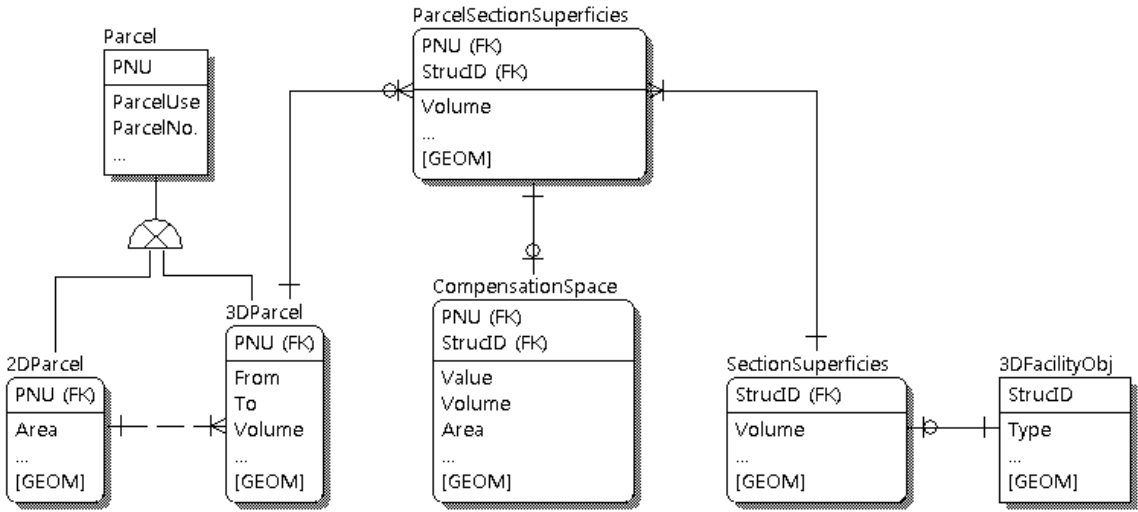 Parcel
PNU
ParcelUse
ParcelNo.
...
ParcelSectionSuperficies
PNU (FK)
StrucID (FK)
Volume
...
[GEOM]
2DParcel
PNU (FK)
Area
...
[GEOM]
3DParcel
PNU (FK)
From
To
Volume
...
[GEOM]
CompensationSpace
PNU (FK)
StrucID (FK)
Value
Volume
Area
...
[GEOM]
SectionSuperficies
StrucID (FK)
Volume
...
[GEOM]
3DFacilityObj
StrucID
Type
...
[GEOM]